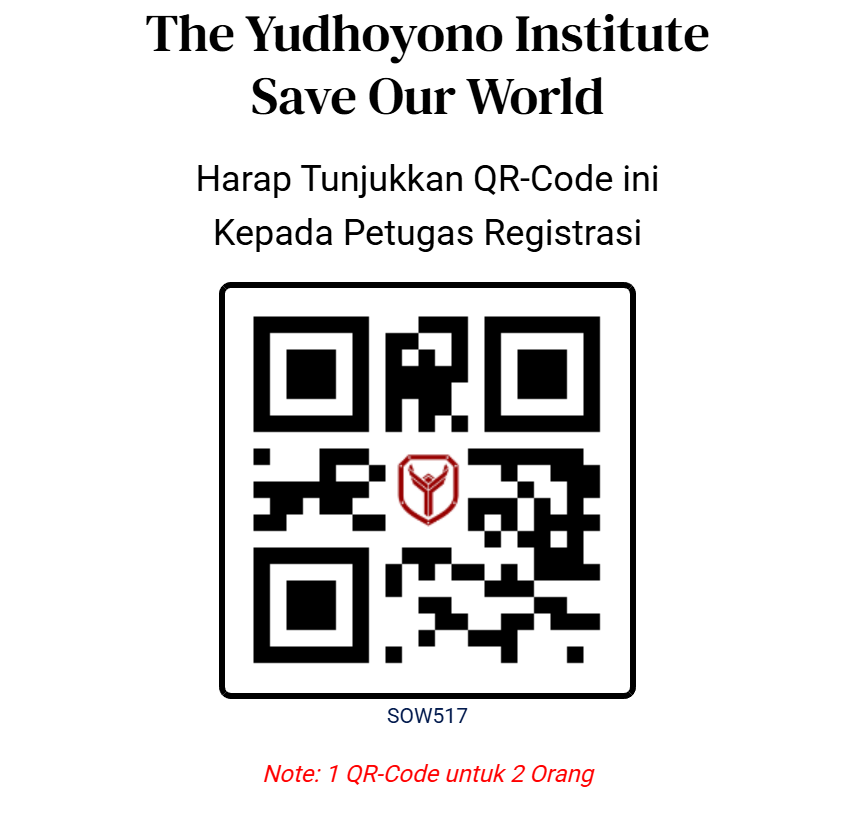 The Yudhoyono Institute
Save Our World
Harap Tunjukkan QR-Code ini
Kepada Petugas Registrasi
SOW517
Note: 1 QR-Code untuk 2 Orang